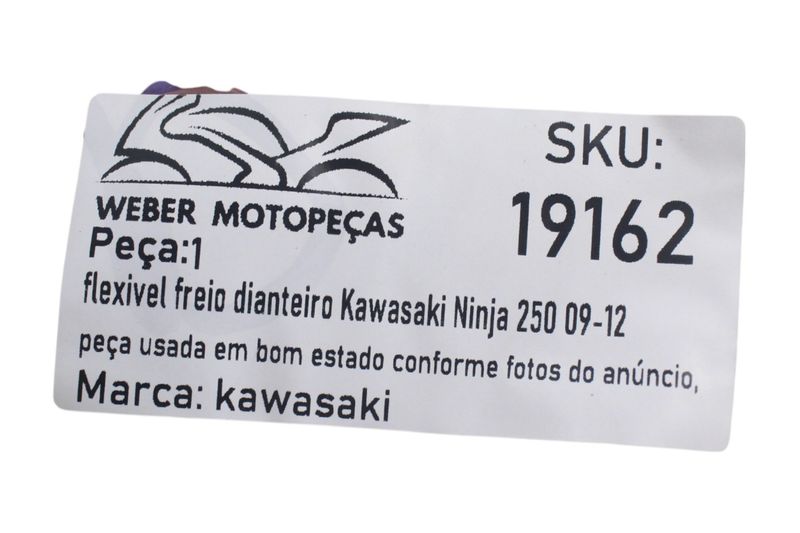 WEBER MOTOPEÇAS
SKU:
19162
Peça:1
flexivel freio dianteiro Kawasaki Ninja 250 09-12
peça usada em bom estado conforme fotos do anúncio,
Marca: kawasaki